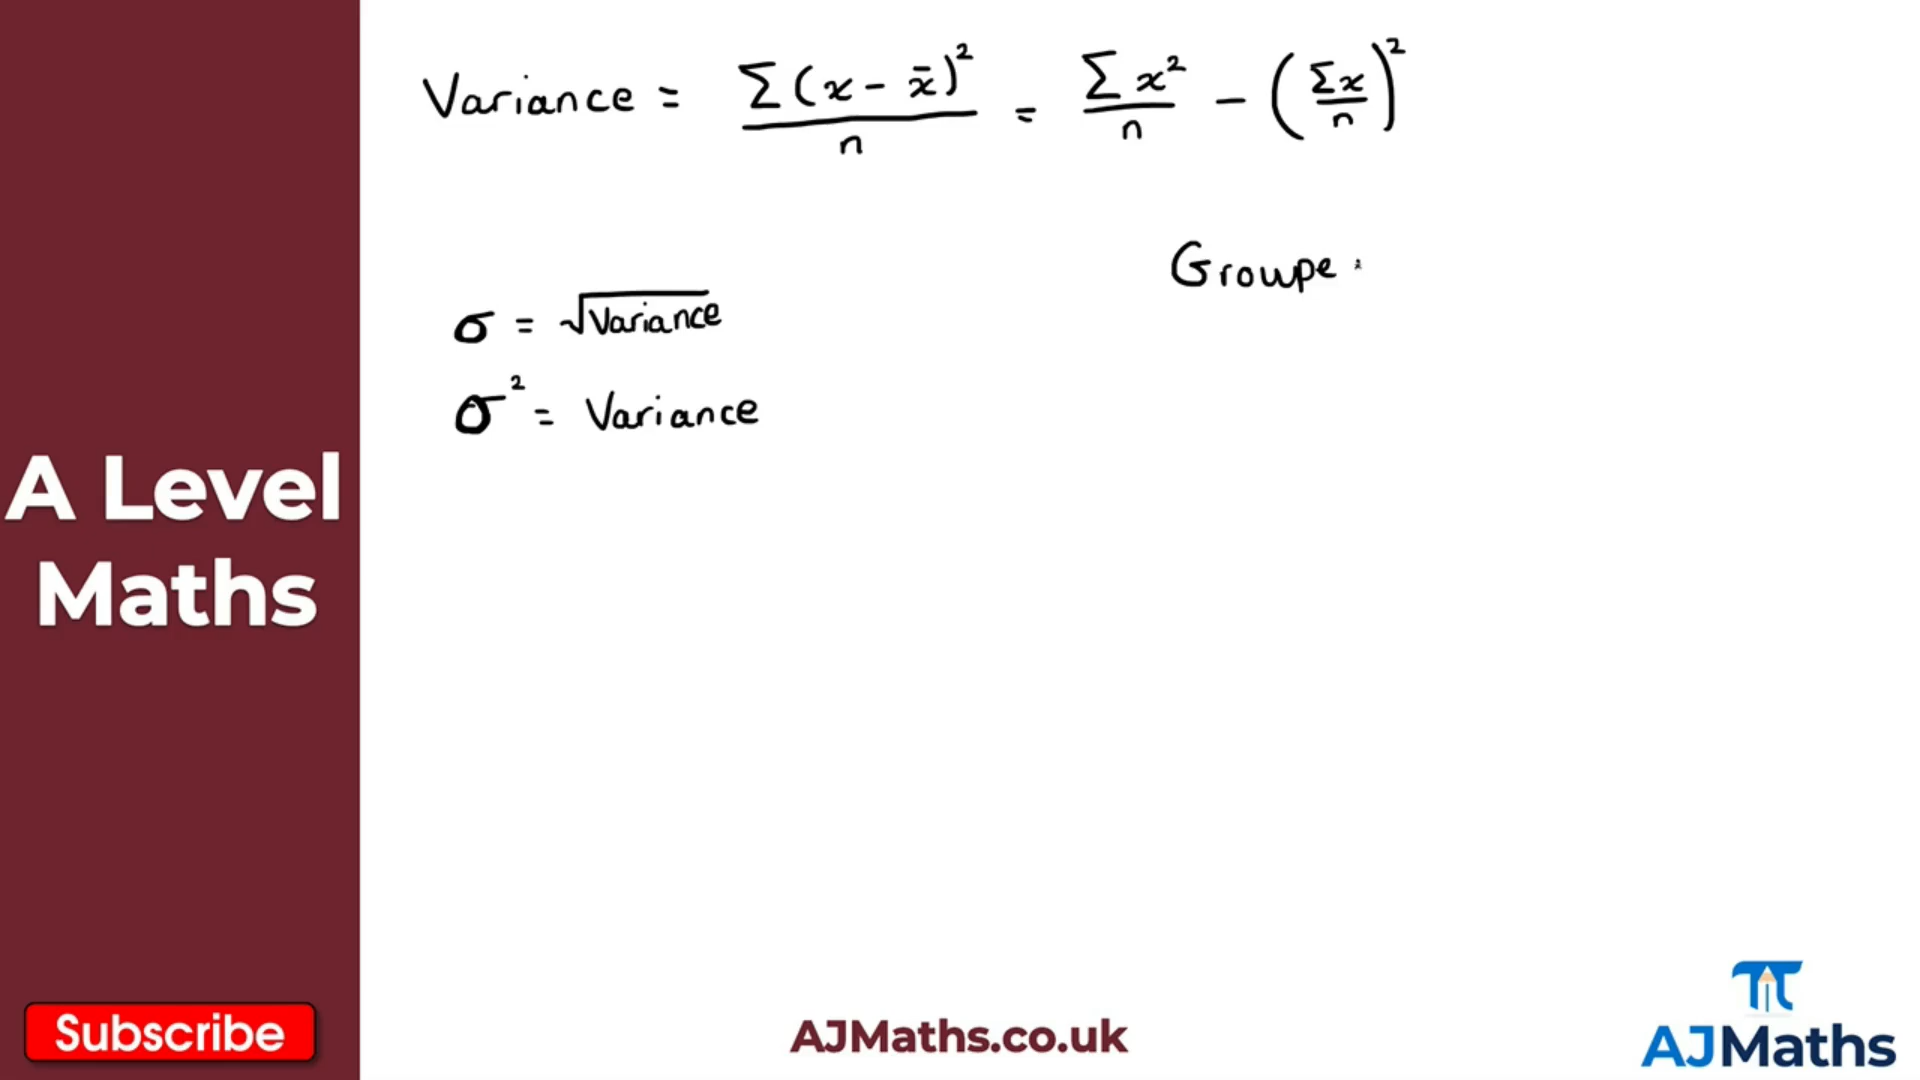 Variance = Σ(x - x̄)² / n = Σx² / n - (Σx / n)²
Groupe
σ = √Variance
σ² = Variance
A Level
Maths
Subscribe
AJMaths.co.uk
AJMaths